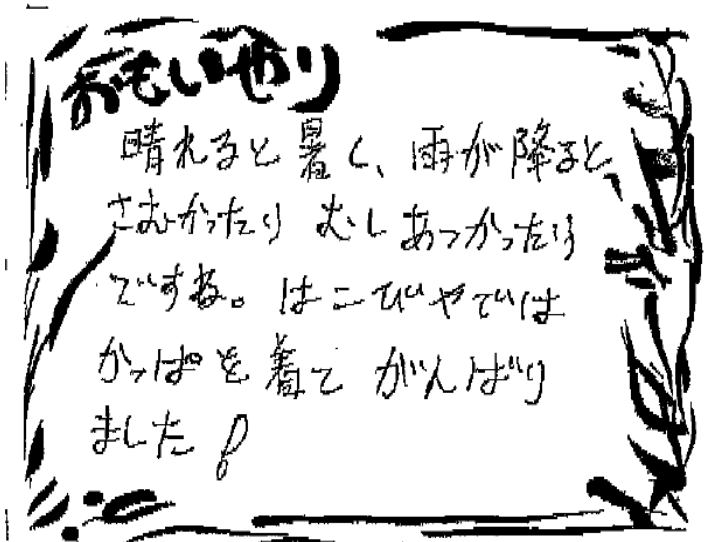 おもいやり
晴れると暑く、雨が降ると、
さむかったり むしあつかったり
ですね。はこびやでは
かっぱを着て がんばり
ました!